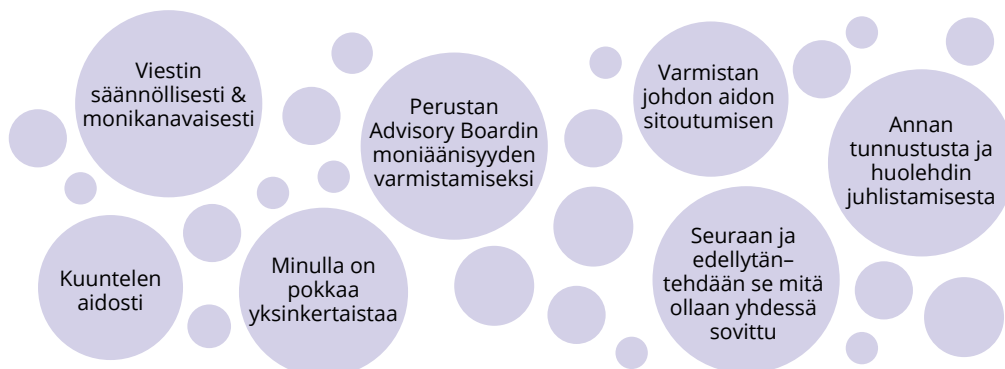 Viestin
säännöllisesti &
monikanavaisesti
Perustan
Advisory Boardin
moniäänisyyden
varmistamiseksi
Varmistan
johdon aidon
sitoutumisen
Annan
tunnustusta ja
huolehdin
juhlistamisesta
Kuuntelen
aidosti
Minulla on
pokkaa
yksinkertaistaa
Seuraan ja
edellytän–
tehdään se mitä
ollaan yhdessä
sovittu